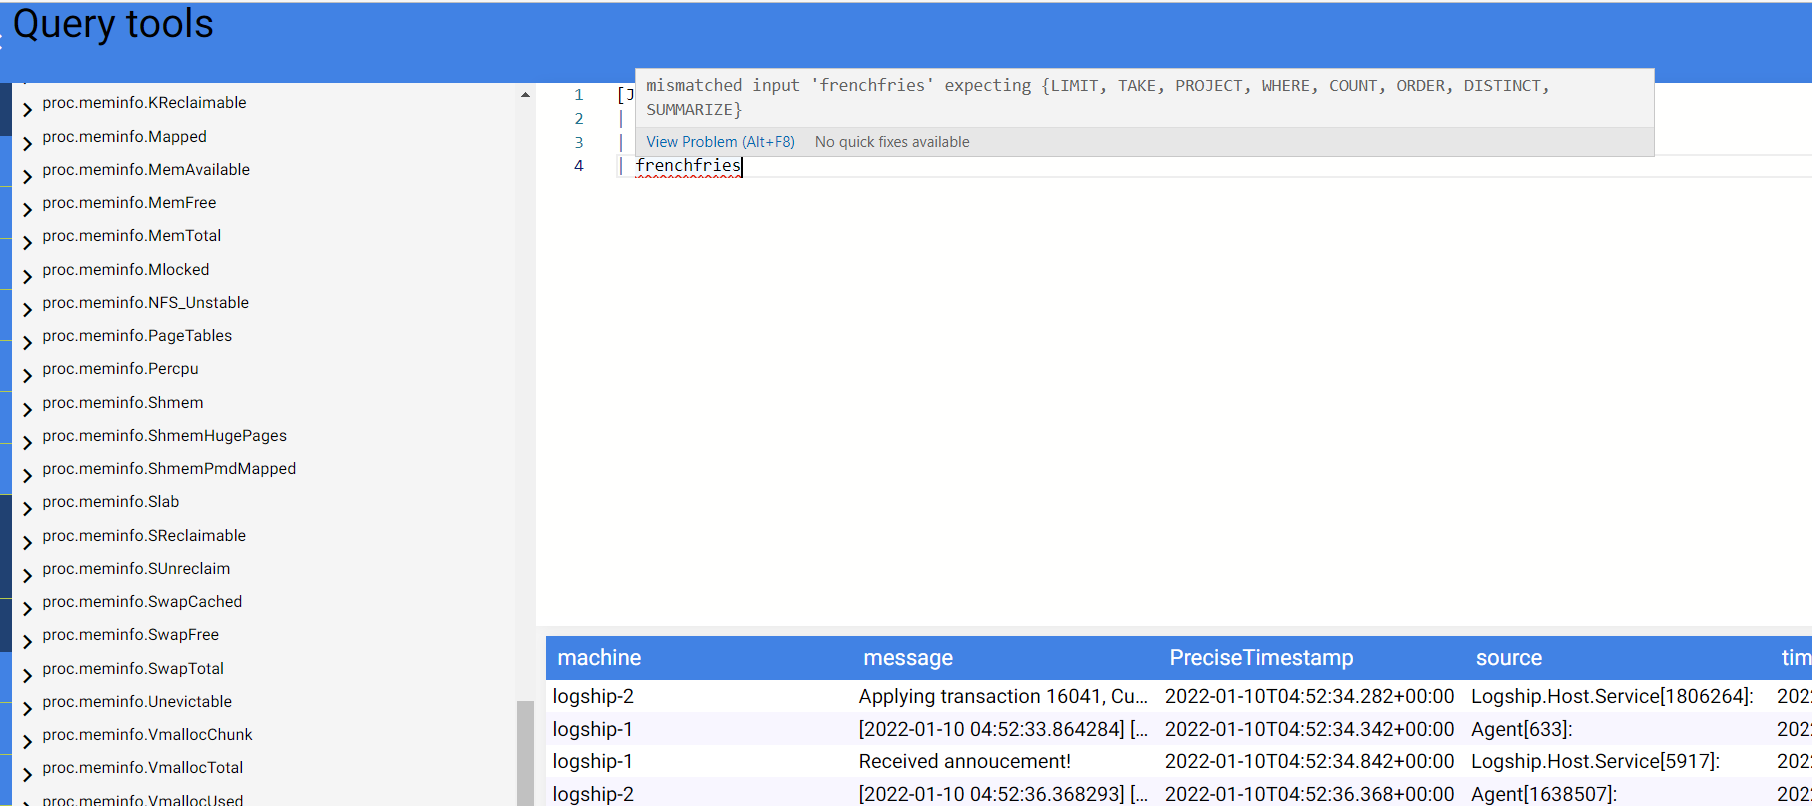 Query tools
proc.meminfo.KReclaimable
proc.meminfo.Mapped
proc.meminfo.MemAvailable
proc.meminfo.MemFree
proc.meminfo.MemTotal
proc.meminfo.Mlocked
proc.meminfo.NFS_Unstable
proc.meminfo.PageTables
proc.meminfo.Percpu
proc.meminfo.Shmem
proc.meminfo.ShmemHugePages
proc.meminfo.ShmemPmdMapped
proc.meminfo.Slab
proc.meminfo.SReclaimable
proc.meminfo.SUnreclaim
proc.meminfo.SwapCached
proc.meminfo.SwapFree
proc.meminfo.SwapTotal
proc.meminfo.Unevictable
proc.meminfo.VmallocChunk
proc.meminfo.VmallocTotal
proc.meminfo.VmallocUsed
mismatched input 'frenchfries' expecting {LIMIT, TAKE, PROJECT, WHERE, COUNT, ORDER, DISTINCT,
SUMMARIZE}
View Problem (Alt+F8) No quick fixes available
1 [J
2 |
3 |
4 | frenchfries
machine message PreciseTimestamp source tim
logship-2 Applying transaction 16041, Cu... 2022-01-10T04:52:34.282+00:00 Logship.Host.Service[1806264]: 202
logship-1 [2022-01-10 04:52:33.864284] [... 2022-01-10T04:52:34.342+00:00 Agent[633]: 202
logship-1 Received annoucement! 2022-01-10T04:52:34.842+00:00 Logship.Host.Service[5917]: 202
logship-2 [2022-01-10 04:52:36.368293] [... 2022-01-10T04:52:36.368+00:00 Agent[1638507]: 202